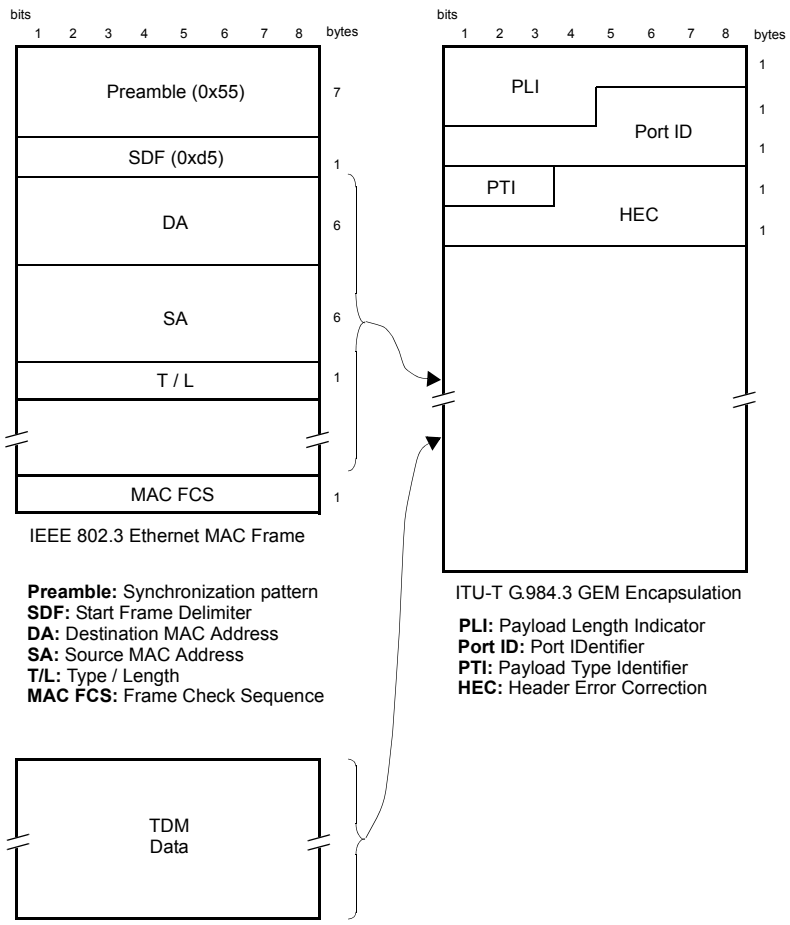 bits
1 2 3 4 5 6 7 8 bytes
Preamble (0x55) 7
SDF (0xd5) 1
DA 6
SA 6
T / L 1
MAC FCS 1
IEEE 802.3 Ethernet MAC Frame
Preamble: Synchronization pattern
SDF: Start Frame Delimiter
DA: Destination MAC Address
SA: Source MAC Address
T/L: Type / Length
MAC FCS: Frame Check Sequence
TDM
Data
bits
1 2 3 4 5 6 7 8 bytes
1
PLI
1
Port ID
1
PTI 1
HEC
1
ITU-T G.984.3 GEM Encapsulation
PLI: Payload Length Indicator
Port ID: Port IDentifier
PTI: Payload Type Identifier
HEC: Header Error Correction